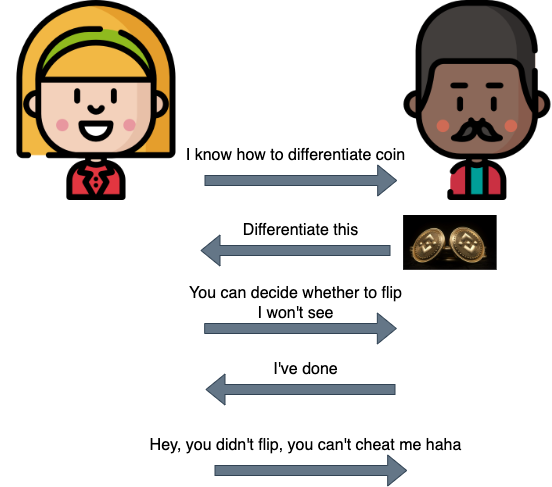 I know how to differentiate coin
Differentiate this
You can decide whether to flip
I won't see
I've done
Hey, you didn't flip, you can't cheat me haha